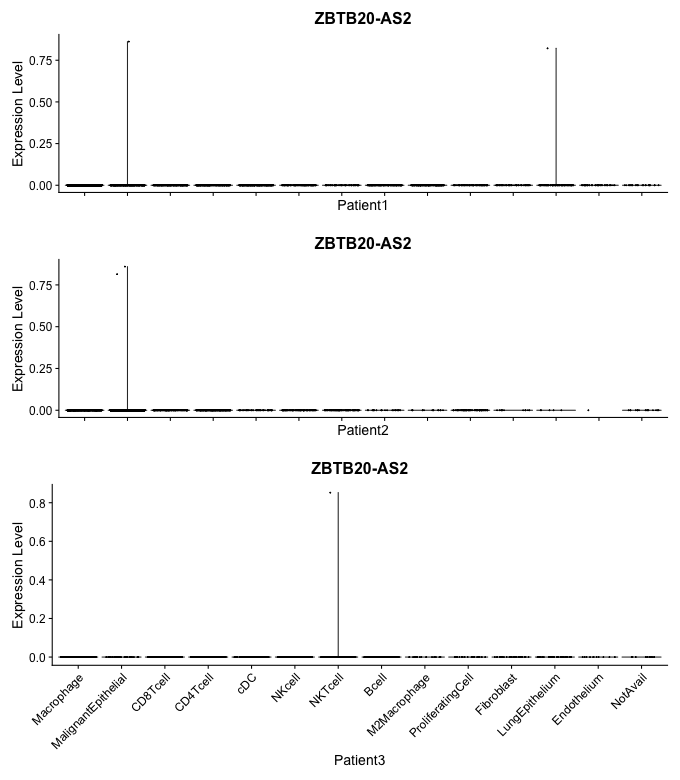 ZBTB20-AS2
Expression Level
0.75
0.50
0.25
0.00
Patient1
ZBTB20-AS2
Expression Level
0.75
0.50
0.25
0.00
Patient2
ZBTB20-AS2
Expression Level
0.8
0.6
0.4
0.2
0.0
Macrophage
MalignantEpithelial
CD8Tcell
CD4Tcell
cDC
NKcell
NKTcell
Bcell
M2Macrophage
ProliferatingCell
Fibroblast
LungEpithelium
Endothelium
NotAvail
Patient3